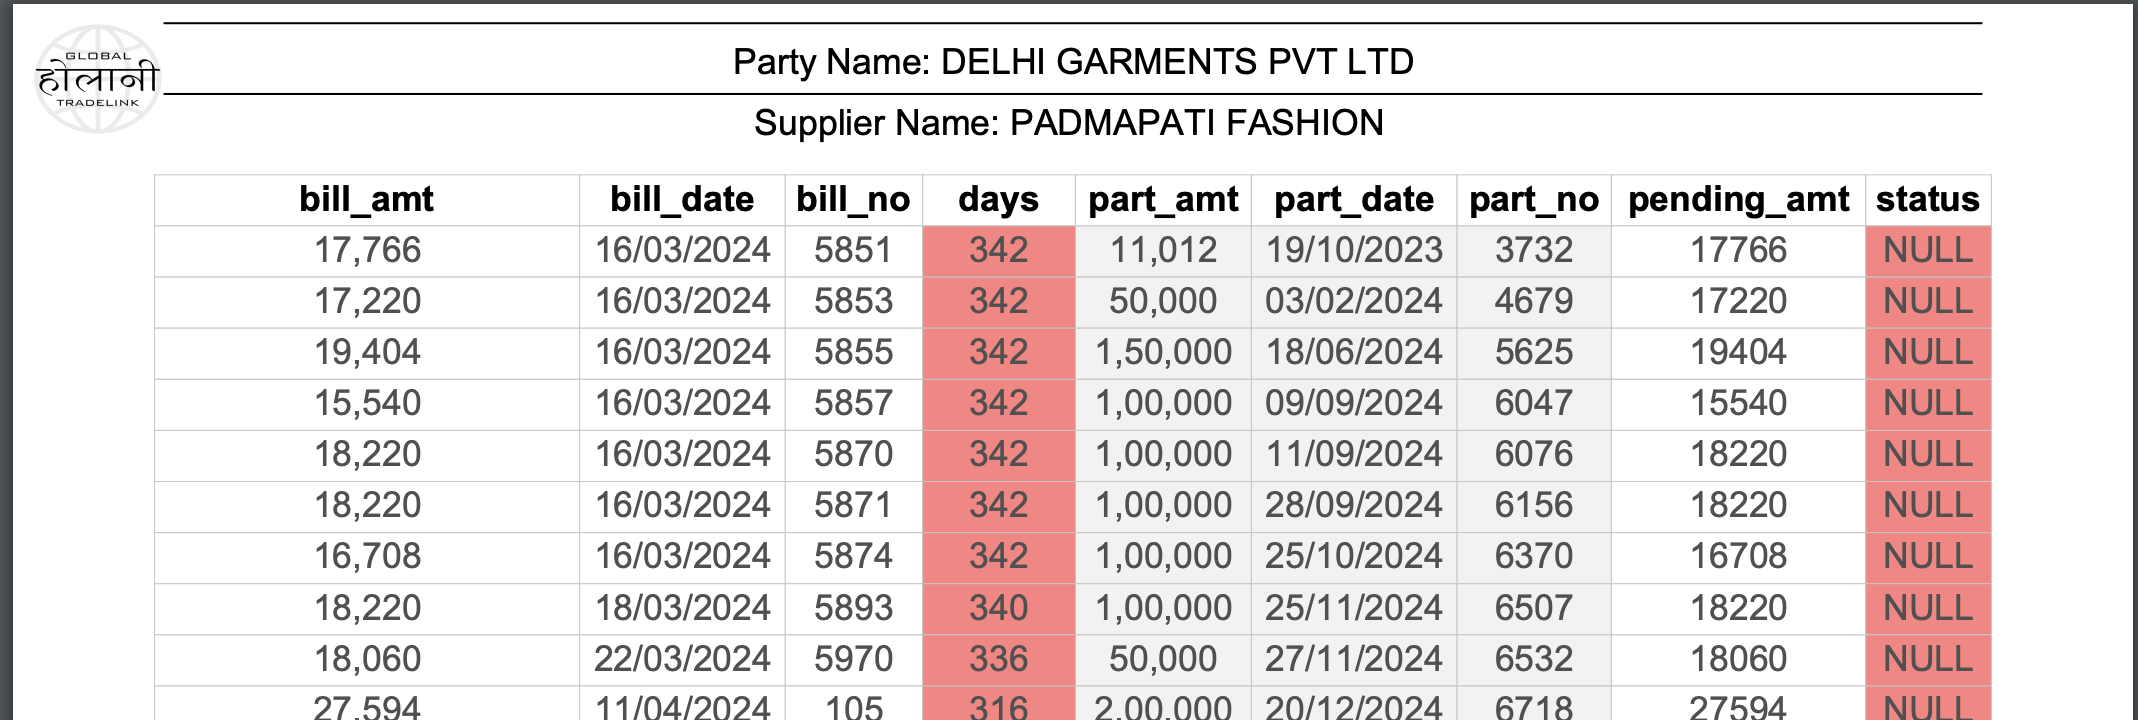 GLOBAL
होलानी
TRADELINK
Party Name: DELHI GARMENTS PVT LTD
Supplier Name: PADMAPATI FASHION
bill_amt bill_date bill_no days part_amt part_date part_no pending_amt status
17,766 16/03/2024 5851 342 11,012 19/10/2023 3732 17766 NULL
17,220 16/03/2024 5853 342 50,000 03/02/2024 4679 17220 NULL
19,404 16/03/2024 5855 342 1,50,000 18/06/2024 5625 19404 NULL
15,540 16/03/2024 5857 342 1,00,000 09/09/2024 6047 15540 NULL
18,220 16/03/2024 5870 342 1,00,000 11/09/2024 6076 18220 NULL
18,220 16/03/2024 5871 342 1,00,000 28/09/2024 6156 18220 NULL
16,708 16/03/2024 5874 342 1,00,000 25/10/2024 6370 16708 NULL
18,220 18/03/2024 5893 340 1,00,000 25/11/2024 6507 18220 NULL
18,060 22/03/2024 5970 336 50,000 27/11/2024 6532 18060 NULL
27,594 11/04/2024 105 316 2,00,000 20/12/2024 6718 27594 NULL